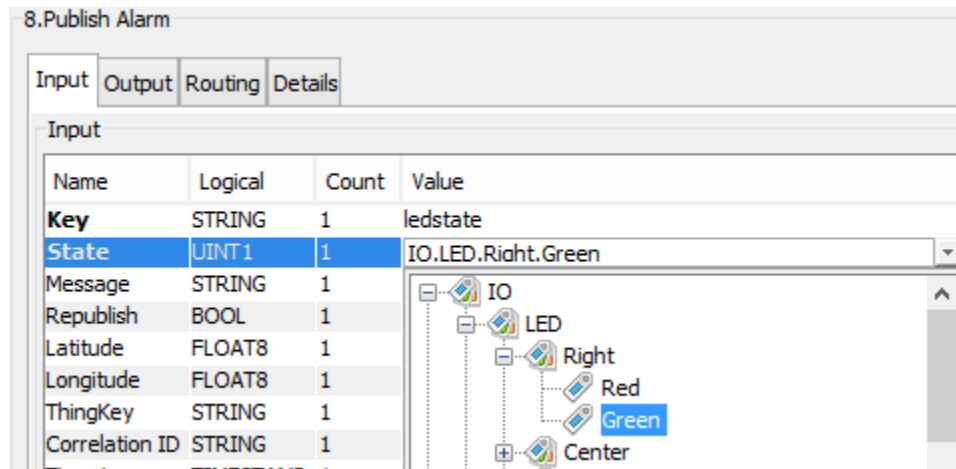 8.Publish Alarm
Input Output Routing Details
Input
Name Logical Count Value
Key STRING 1 ledstate
State UINT1 1 IO.LED.Right.Green
Message STRING 1 IO
Republish BOOL 1 LED
Latitude FLOAT8 1 Right
Longitude FLOAT8 1 Red
ThingKey STRING 1 Green
Correlation ID STRING 1 Center